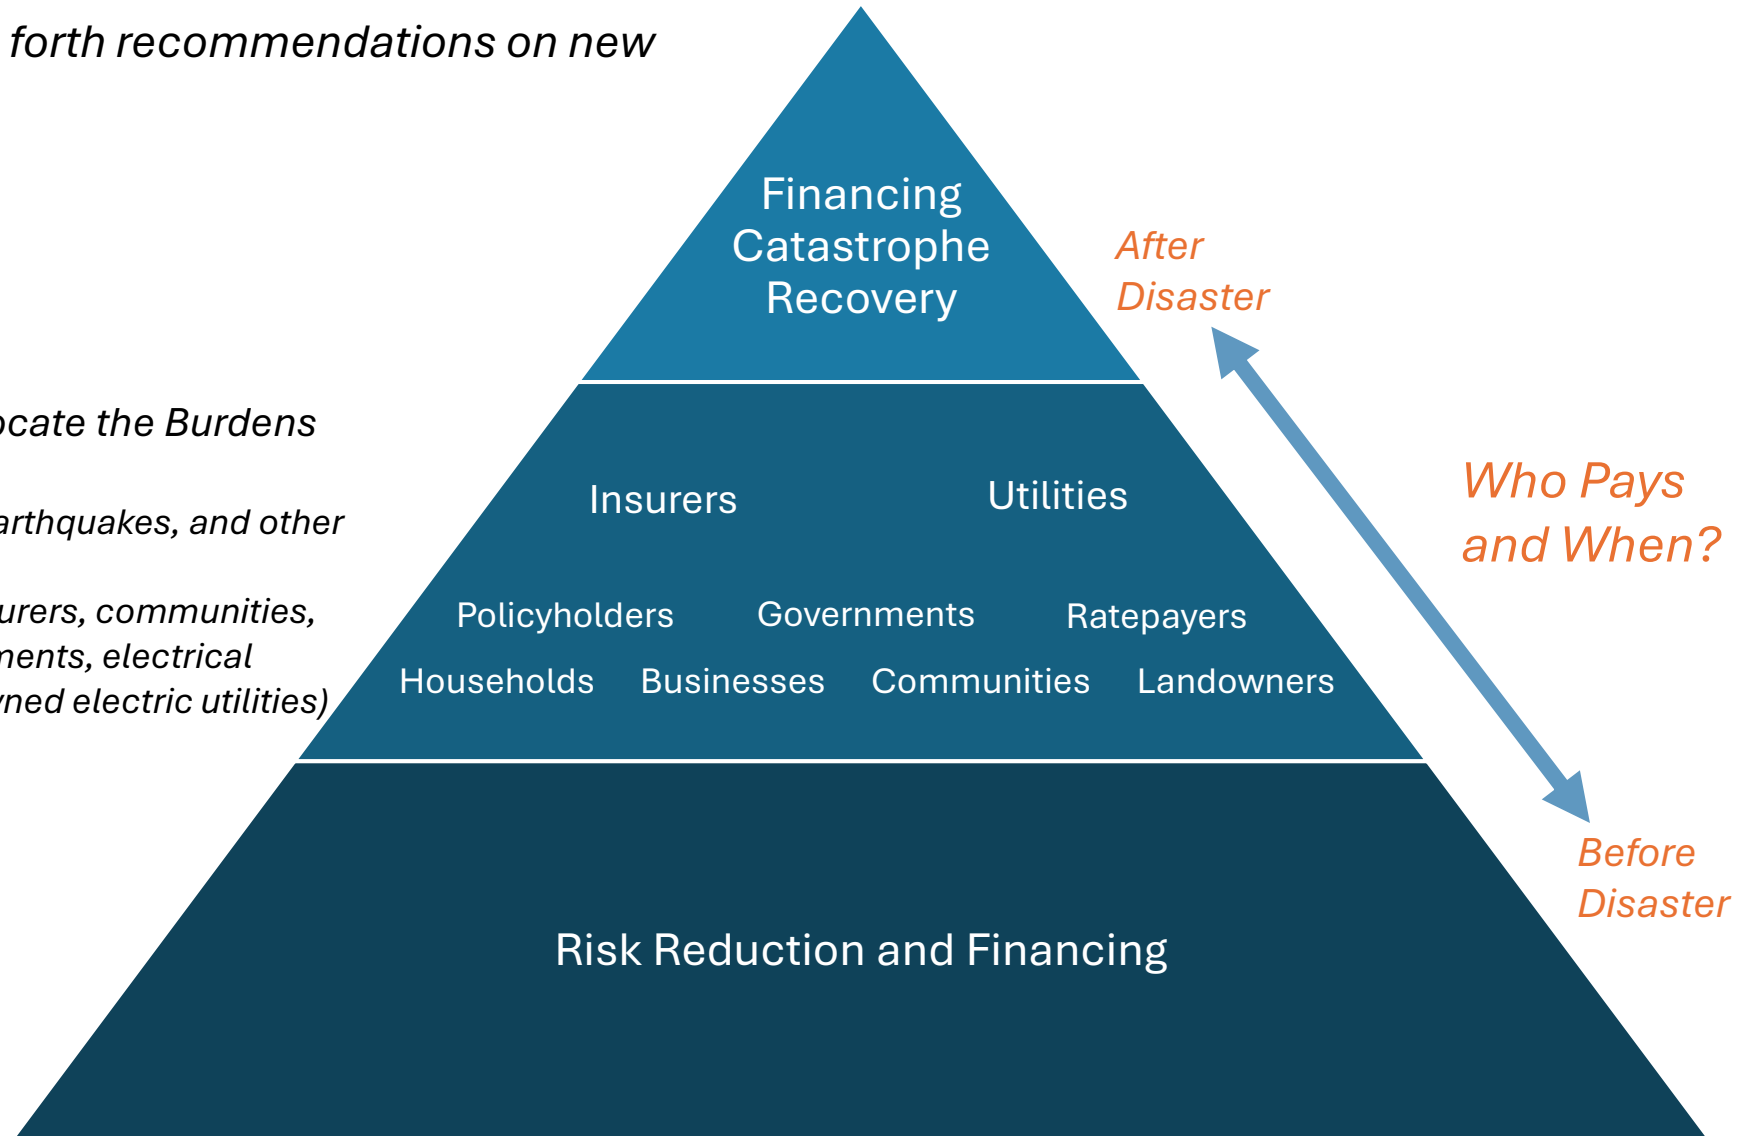 forth recommendations on new
Financing
Catastrophe
Recovery
After
Disaster
ocate the Burdens
Insurers
Utilities
Who Pays
and When?
arthquakes, and other
urers, communities,
Policyholders
Governments
Ratepayers
ments, electrical
Households
Businesses
Communities
Landowners
wned electric utilities)
Before
Disaster
Risk Reduction and Financing